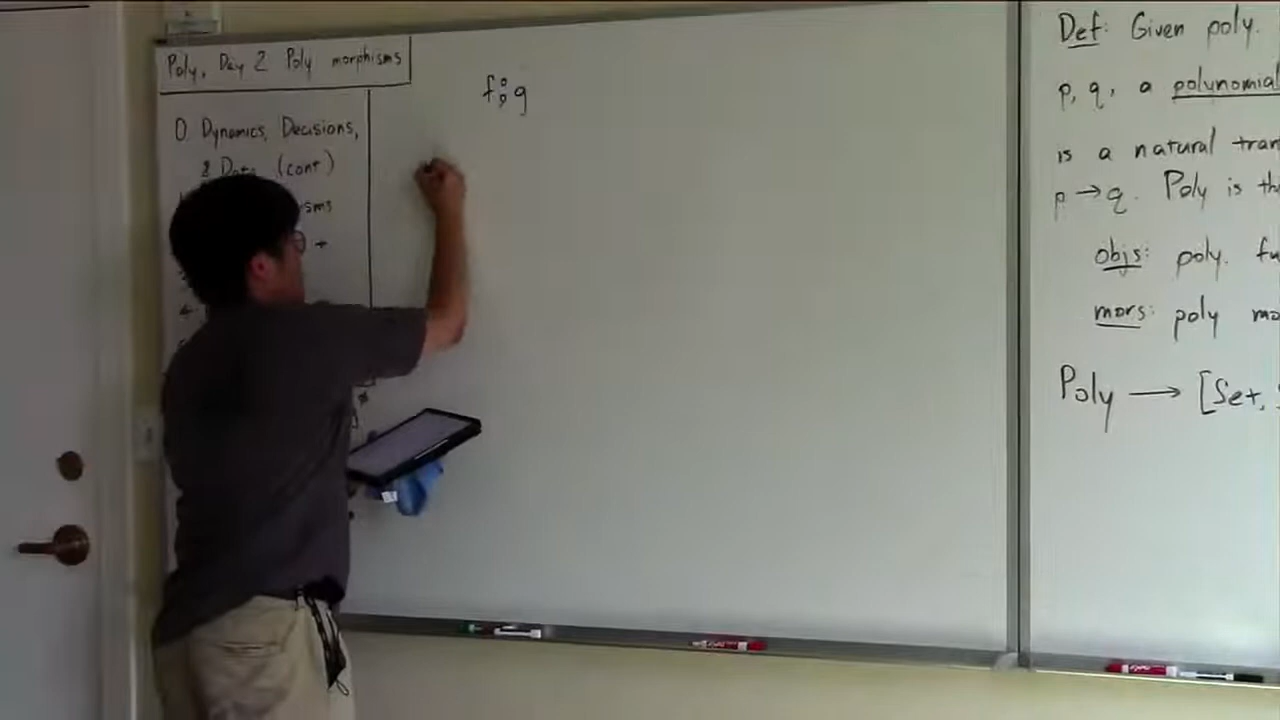 Poly, Day 2 Poly morphisms
0. Dynamics, Decisions,
& Data (cont)
+
4.
f⨟g
Def: Given poly.
p, q, a polynomial
is a natural tran
p → q. Poly is th
objs: poly. fu
mors: poly mo
Poly → [Set,